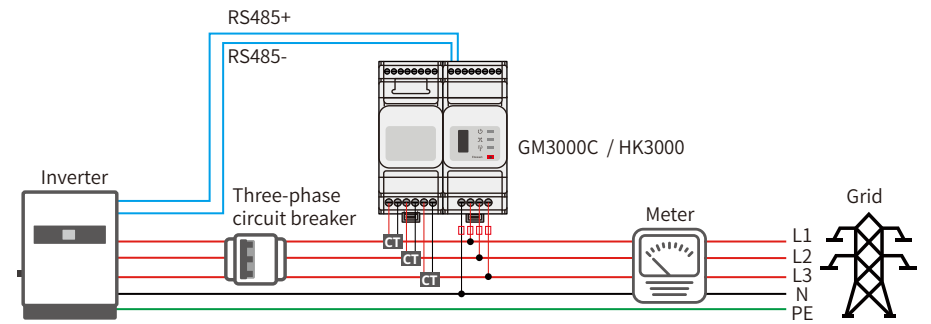 RS485+
RS485-
GM3000C / HK3000
Inverter
Three-phase
circuit breaker
Meter
Grid
CT
CT
CT
L1
L2
L3
N
PE